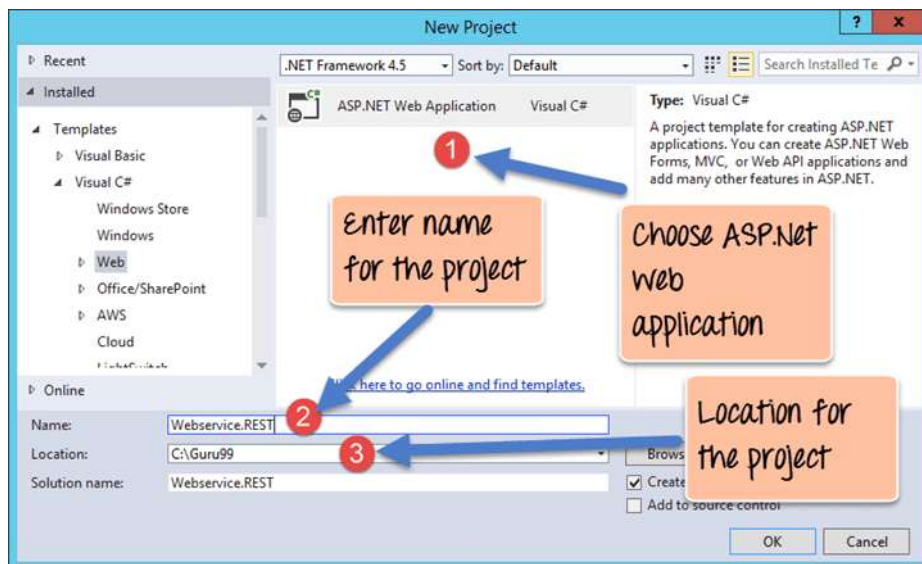 New Project
? x
Recent
.NET Framework 4.5
Sort by: Default
Search Installed Te
Installed
C#
ASP.NET Web Application Visual C#
Type: Visual C#
A project template for creating ASP.NET
applications. You can create ASP.NET Web
Forms, MVC, or Web API applications and
add many other features in ASP.NET.
Templates
Visual Basic
Visual C#
Windows Store
Windows
Web
Office/SharePoint
AWS
Cloud
Online
1
Choose ASP.Net
web
application
Enter name
for the project
here to go online and find templates.
Name: Webservice.REST
2
Location: C:\Guru99
3
Location for
the project
Solution name: Webservice.REST
Create
Add to source control
OK Cancel